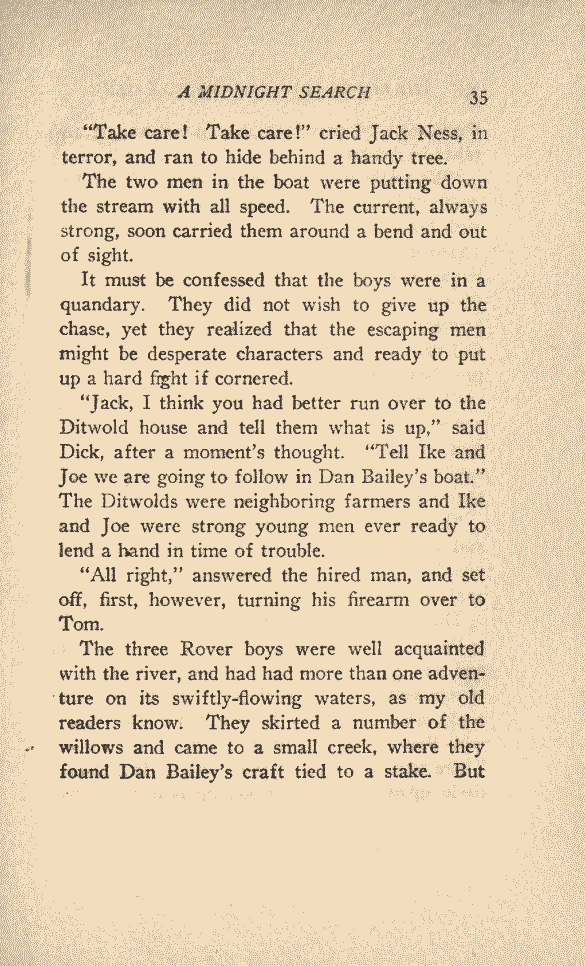 A MIDNIGHT SEARCH 35
"Take care! Take care!" cried Jack Ness, in
terror, and ran to hide behind a handy tree.
The two men in the boat were putting down
the stream with all speed. The current, always
strong, soon carried them around a bend and out
of sight.
It must be confessed that the boys were in a
quandary. They did not wish to give up the
chase, yet they realized that the escaping men
might be desperate characters and ready to put
up a hard fight if cornered.
"Jack, I think you had better run over to the
Ditwold house and tell them what is up," said
Dick, after a moment's thought. "Tell Ike and
Joe we are going to follow in Dan Bailey's boat."
The Ditwolds were neighboring farmers and Ike
and Joe were strong young men ever ready to
lend a hand in time of trouble.
"All right," answered the hired man, and set
off, first, however, turning his firearm over to
Tom.
The three Rover boys were well acquainted
with the river, and had had more than one adven-
ture on its swiftly-flowing waters, as my old
readers know. They skirted a number of the
willows and came to a small creek, where they
found Dan Bailey's craft tied to a stake. But